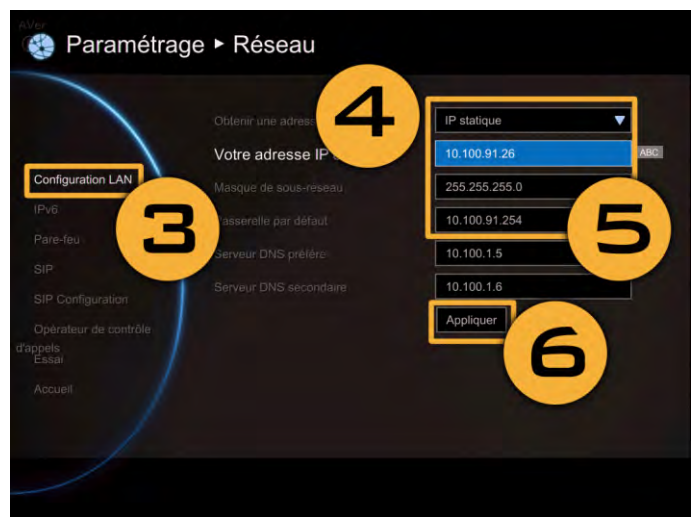 AVer
Paramétrage ▸ Réseau
4
Obtenir une adress
IP statique
Votre adresse IP
10.100.91.26
ABC
Configuration LAN
Masque de sous-reseau
255.255.255.0
IPv6
3
asserelle par défaut
10.100.91.254
5
Pare-feu
Serveur DNS préféré
10.100.1.5
SIP
Serveur DNS secondaire
10.100.1.6
SIP Configuration
Appliquer
6
Opérateur de contrôle
d'appels
Essai
Accueil